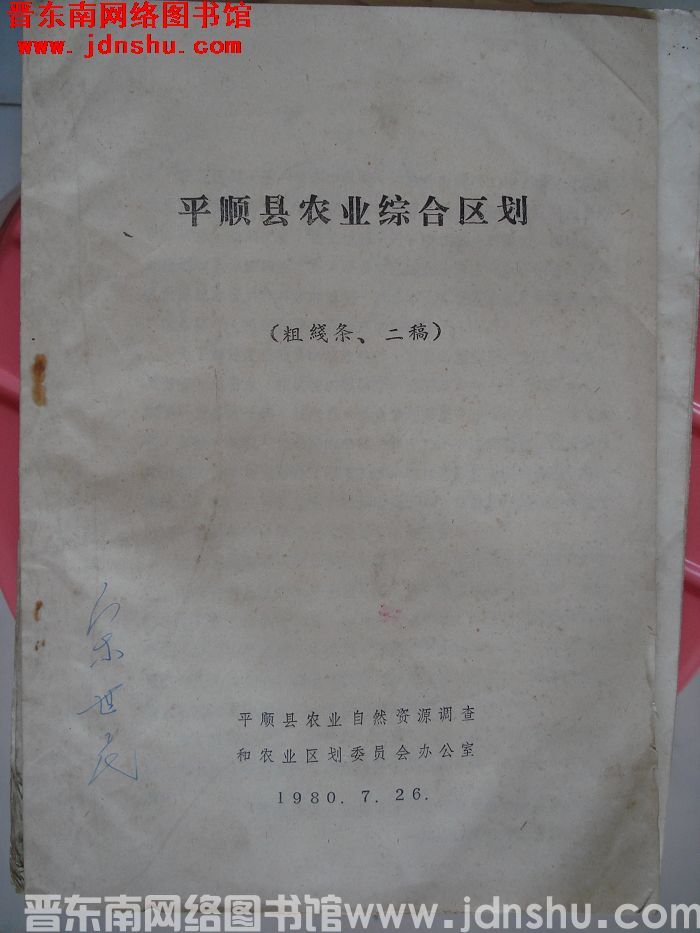 晋东南网络图书馆
www.jdnshu.com
平顺县农业综合区划
(粗綫条、二稿)
世
平顺县农业自然资源调查
和农业区划委员会办公室
1980.7.26.
晋东南网络图书馆www.jdnshu.com